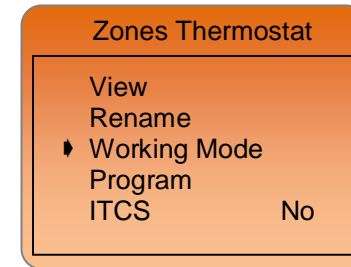 Zones Thermostat
View
Rename
Working Mode
Program
ITCS No